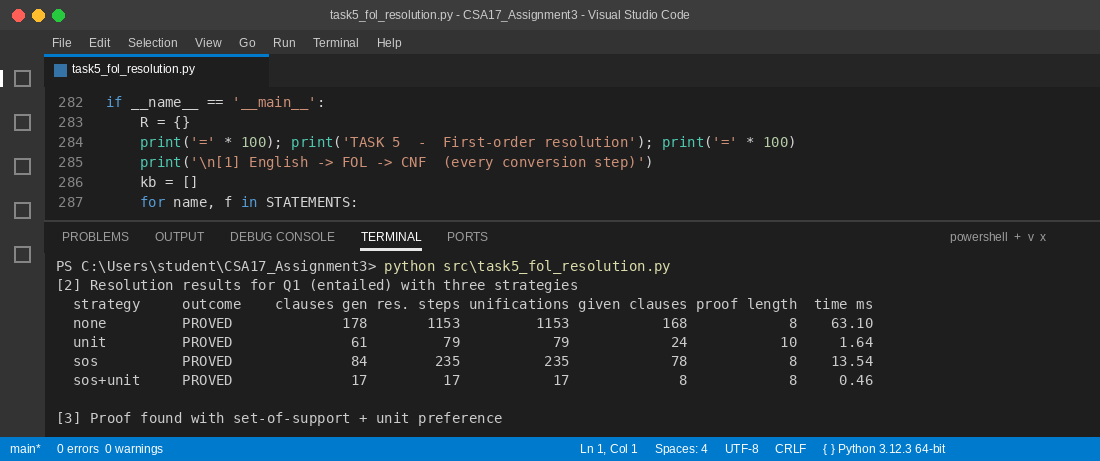 task5_fol_resolution.py - CSA17_Assignment3 - Visual Studio Code
File Edit Selection View Go Run Terminal Help
task5_fol_resolution.py
282 if __name__ == '__main__':
283     R = {}
284     print('=' * 100); print('TASK 5  -  First-order resolution'); print('=' * 100)
285     print('\n[1] English -> FOL -> CNF  (every conversion step)')
286     kb = []
287     for name, f in STATEMENTS:
PROBLEMS OUTPUT DEBUG CONSOLE TERMINAL PORTS powershell + v x
PS C:\Users\student\CSA17_Assignment3> python src\task5_fol_resolution.py
[2] Resolution results for Q1 (entailed) with three strategies
  strategy     outcome    clauses gen res. steps unifications given clauses proof length  time ms
  none         PROVED             178       1153         1153           168            8    63.10
  unit         PROVED              61         79           79            24           10     1.64
  sos          PROVED              84        235          235            78            8    13.54
  sos+unit     PROVED              17         17           17             8            8     0.46
[3] Proof found with set-of-support + unit preference
main* 0 errors 0 warnings Ln 1, Col 1 Spaces: 4 UTF-8 CRLF { } Python 3.12.3 64-bit